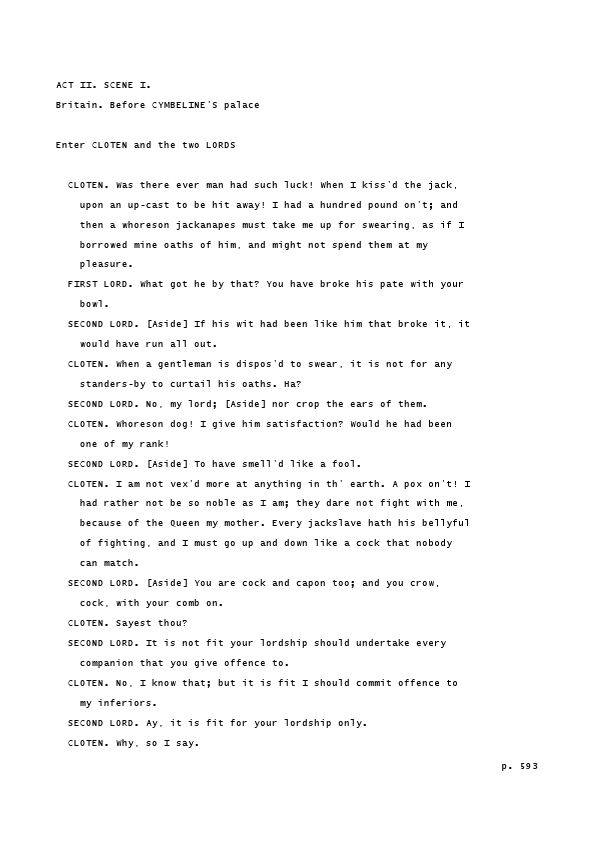 ACT II. SCENE I.
Britain. Before CYMBELINE'S palace
Enter CLOTEN and the two LORDS
CLOTEN. Was there ever man had such luck! When I kiss'd the jack,
upon an up-cast to be hit away! I had a hundred pound on't; and
then a whoreson jackanapes must take me up for swearing, as if I
borrowed mine oaths of him, and might not spend them at my
pleasure.
FIRST LORD. What got he by that? You have broke his pate with your
bowl.
SECOND LORD. [Aside] If his wit had been like him that broke it, it
would have run all out.
CLOTEN. When a gentleman is dispos'd to swear, it is not for any
standers-by to curtail his oaths. Ha?
SECOND LORD. No, my lord; [Aside] nor crop the ears of them.
CLOTEN. Whoreson dog! I give him satisfaction? Would he had been
one of my rank!
SECOND LORD. [Aside] To have smell'd like a fool.
CLOTEN. I am not vex'd more at anything in th' earth. A pox on't! I
had rather not be so noble as I am; they dare not fight with me,
because of the Queen my mother. Every jackslave hath his bellyful
of fighting, and I must go up and down like a cock that nobody
can match.
SECOND LORD. [Aside] You are cock and capon too; and you crow,
cock, with your comb on.
CLOTEN. Sayest thou?
SECOND LORD. It is not fit your lordship should undertake every
companion that you give offence to.
CLOTEN. No, I know that; but it is fit I should commit offence to
my inferiors.
SECOND LORD. Ay, it is fit for your lordship only.
CLOTEN. Why, so I say.
p. 593